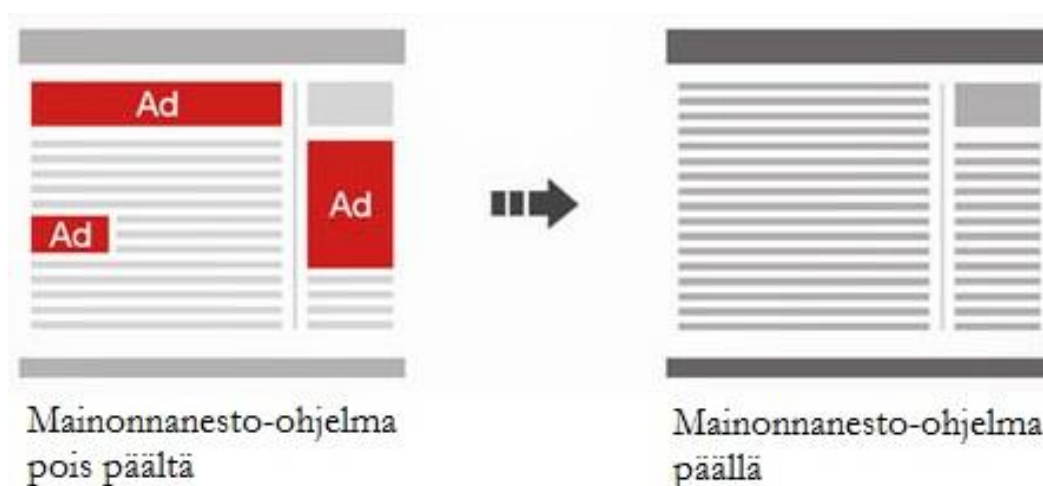 Ad
Ad
Ad
Mainonnanesto-ohjelma
pois päältä
Mainonnanesto-ohjelma
päällä